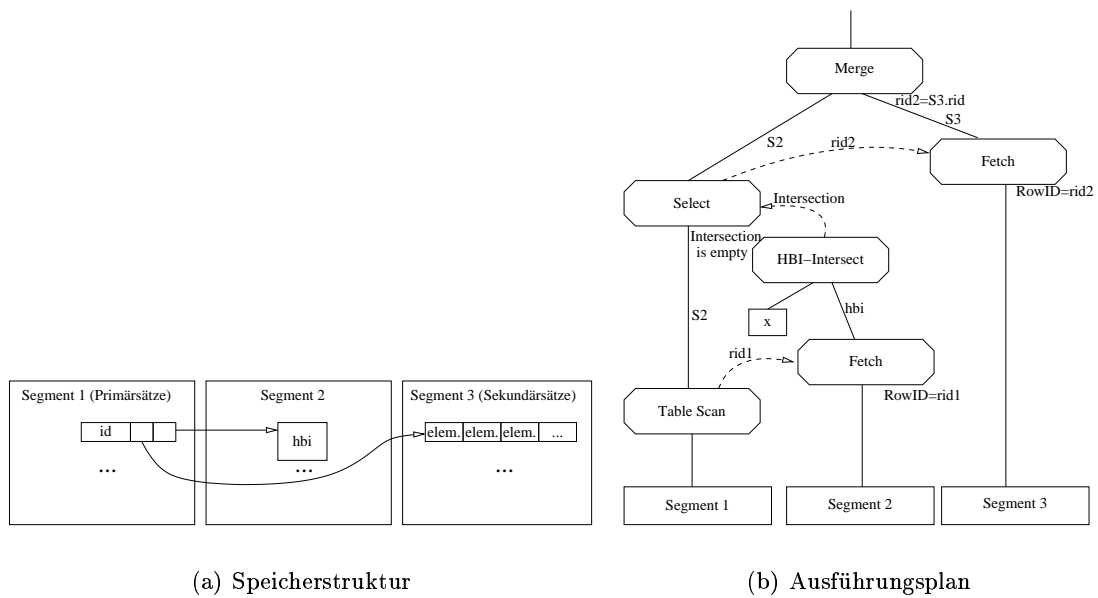 Merge
rid2=S3.rid
S3
S2
rid2
Fetch
RowID=rid2
Select
Intersection
Intersection
is empty
HBI–Intersect
x
hbi
S2
rid1
Fetch
RowID=rid1
Table Scan
Segment 1
Segment 2
Segment 3
Segment 1 (Primärsätze)
Segment 2
Segment 3 (Sekundärsätze)
id
hbi
elem. elem. elem. ...
...
...
...
(a) Speicherstruktur
(b) Ausführungsplan